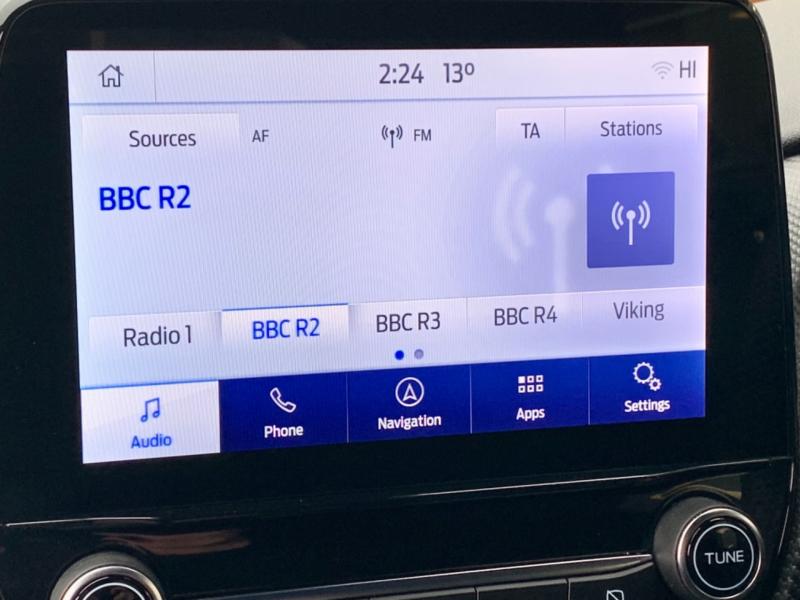 2:24 13º HI
Sources AF FM TA Stations
BBC R2
Radio 1 BBC R2 BBC R3 BBC R4 Viking
Audio Phone Navigation Apps Settings
TUNE